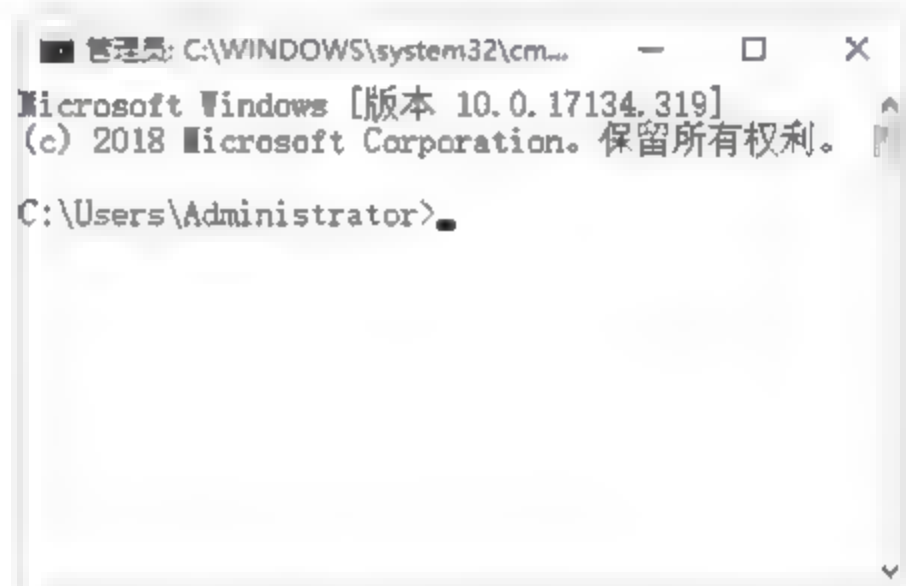 管理员: C:\WINDOWS\system32\cm...
Microsoft Windows [版本 10.0.17134.319]
(c) 2018 Microsoft Corporation。保留所有权利。
C:\Users\Administrator>